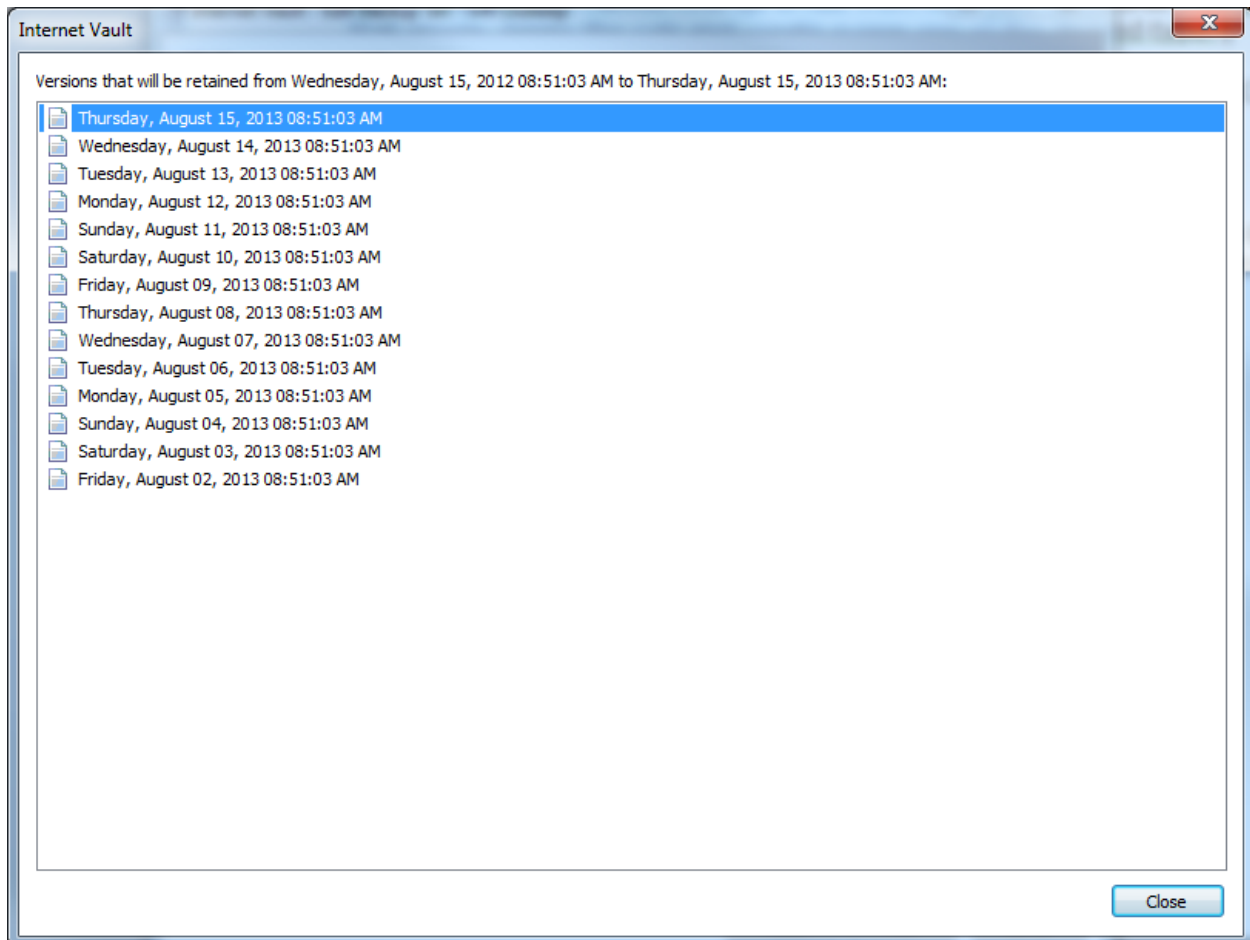 Internet Vault
Versions that will be retained from Wednesday, August 15, 2012 08:51:03 AM to Thursday, August 15, 2013 08:51:03 AM:
Thursday, August 15, 2013 08:51:03 AM
Wednesday, August 14, 2013 08:51:03 AM
Tuesday, August 13, 2013 08:51:03 AM
Monday, August 12, 2013 08:51:03 AM
Sunday, August 11, 2013 08:51:03 AM
Saturday, August 10, 2013 08:51:03 AM
Friday, August 09, 2013 08:51:03 AM
Thursday, August 08, 2013 08:51:03 AM
Wednesday, August 07, 2013 08:51:03 AM
Tuesday, August 06, 2013 08:51:03 AM
Monday, August 05, 2013 08:51:03 AM
Sunday, August 04, 2013 08:51:03 AM
Saturday, August 03, 2013 08:51:03 AM
Friday, August 02, 2013 08:51:03 AM
Close